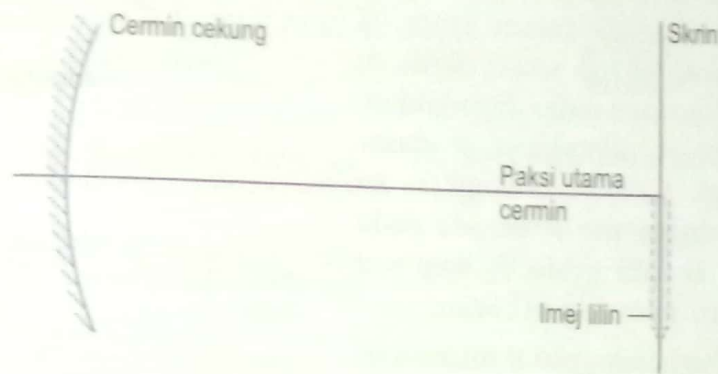 Cermin cekung
Skrin
Paksi utama
cermin
Imej lilin